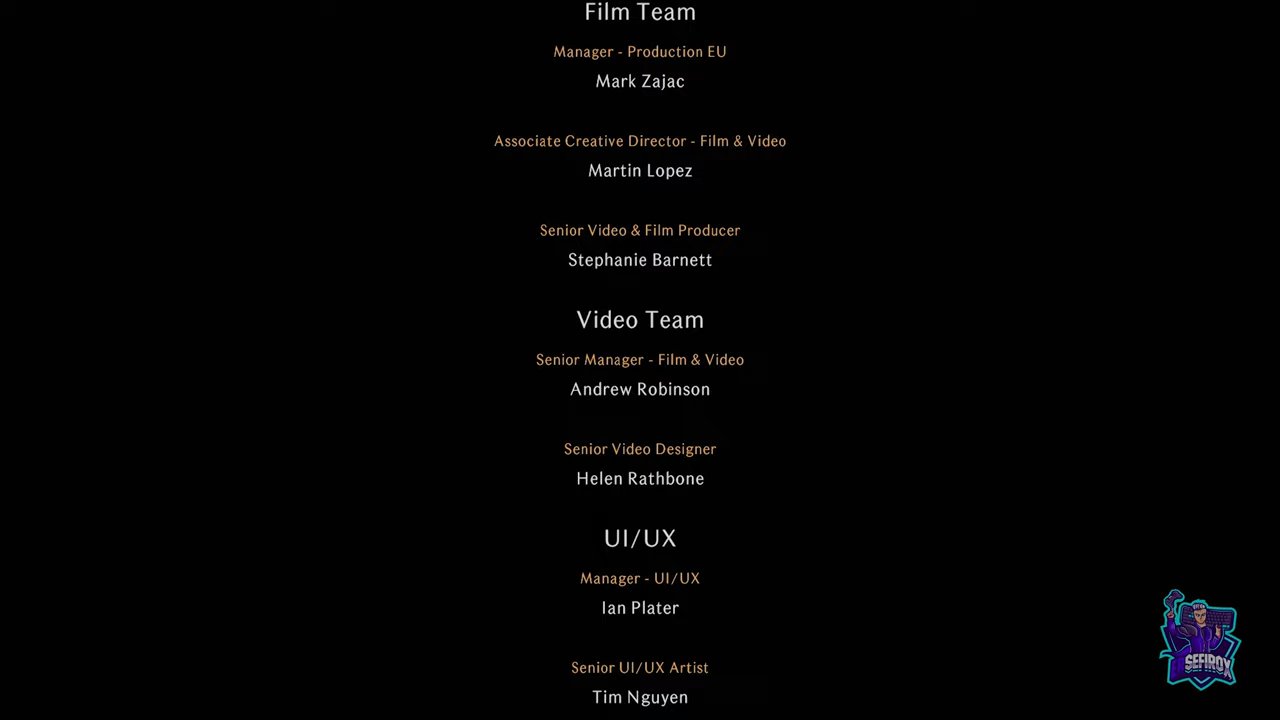 Film Team
Manager - Production EU
Mark Zajac
Associate Creative Director - Film & Video
Martin Lopez
Senior Video & Film Producer
Stephanie Barnett
Video Team
Senior Manager - Film & Video
Andrew Robinson
Senior Video Designer
Helen Rathbone
UI/UX
Manager - UI/UX
Ian Plater
Senior UI/UX Artist
Tim Nguyen
SEFIROX